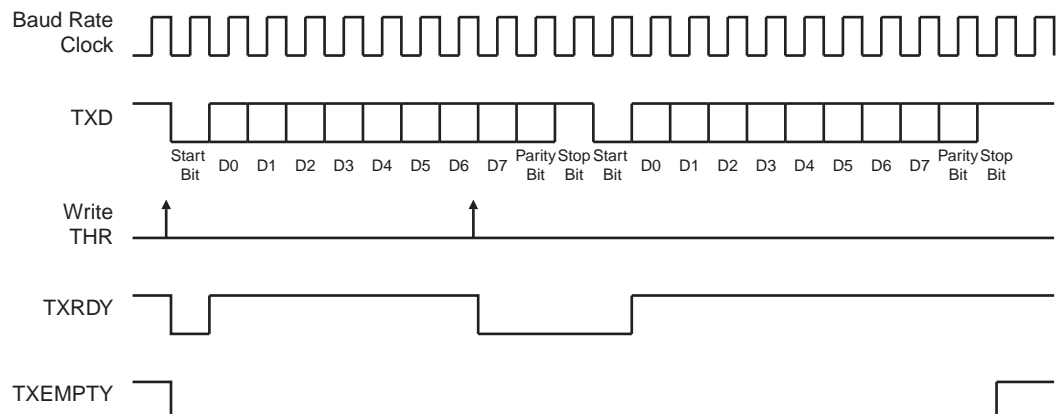 Baud Rate
Clock
TXD
Start
Bit
D0
D1
D2
D3
D4
D5
D6
D7
Parity
Bit
Stop
Bit
Start
Bit
D0
D1
D2
D3
D4
D5
D6
D7
Parity
Bit
Stop
Bit
Write
THR
TXRDY
TXEMPTY